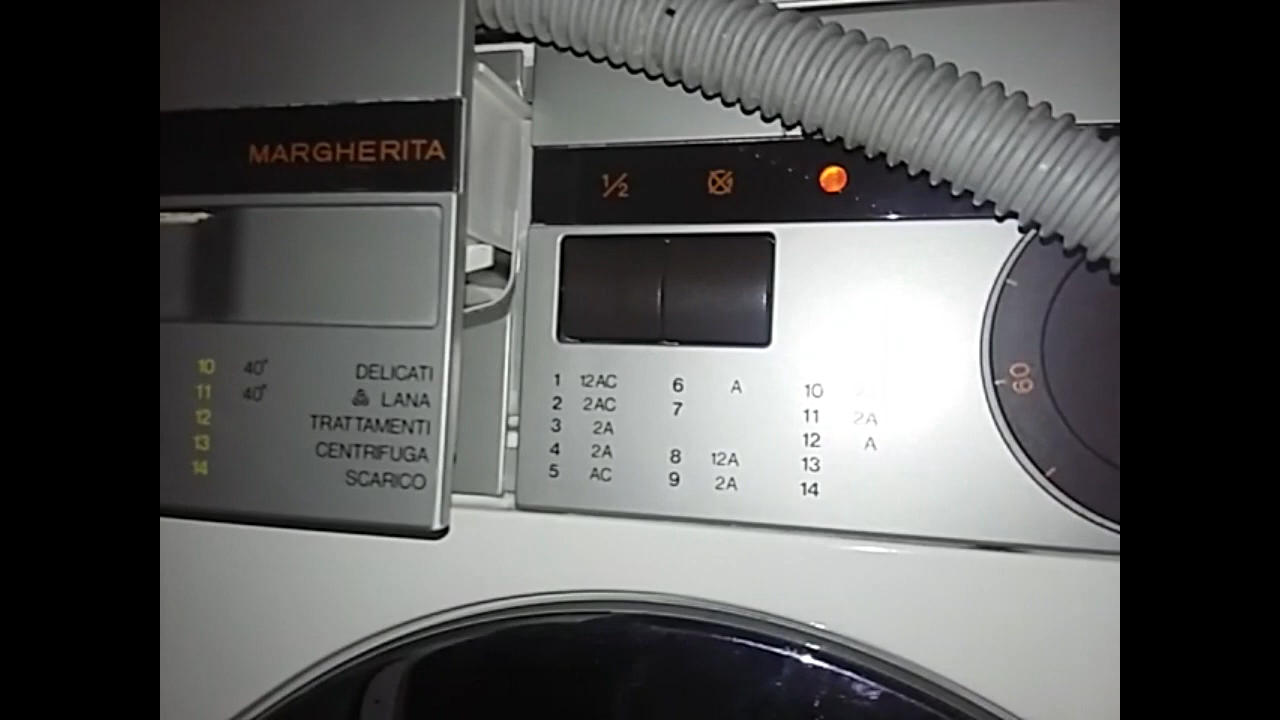 MARGHERITA
10 40° DELICATI
11 40° LANA
12 TRATTAMENTI
13 CENTRIFUGA
14 SCARICO
1/2
1 12AC
2 2AC
3 2A
4 2A
5 AC
6 A
7
8 12A
9 2A
10
11 2A
12 A
13
14
60